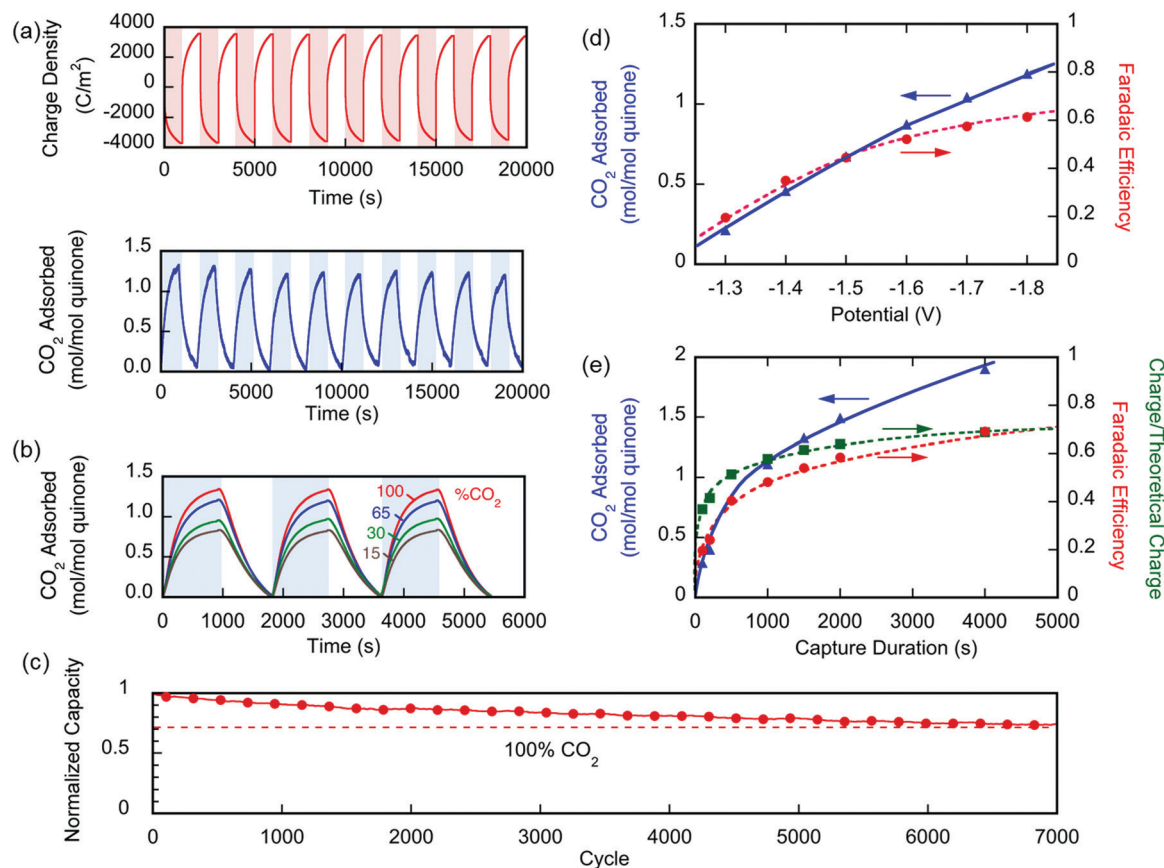 (a)
Charge Density
(C/m²)
4000
2000
0
-2000
-4000
0
5000
10000
15000
20000
Time (s)
CO₂ Adsorbed
(mol/mol quinone)
1.5
1.0
0.5
0.0
0
5000
10000
15000
20000
Time (s)
(b)
CO₂ Adsorbed
(mol/mol quinone)
1.5
1.0
0.5
0.0
100
%CO₂
65
30
15
0
1000
2000
3000
4000
5000
6000
Time (s)
(d)
CO₂ Adsorbed
(mol/mol quinone)
1.5
1
0.5
0
1
0.8
0.6
0.4
0.2
0
Faradaic Efficiency
-1.3
-1.4
-1.5
-1.6
-1.7
-1.8
Potential (V)
(e)
CO₂ Adsorbed
(mol/mol quinone)
2
1.5
1
0.5
0
1
0.8
0.6
0.4
0.2
0
Faradaic Efficiency
Charge/Theoretical Charge
0
1000
2000
3000
4000
5000
Capture Duration (s)
(c)
Normalized Capacity
1
0.5
0
100% CO₂
0
1000
2000
3000
4000
5000
6000
7000
Cycle